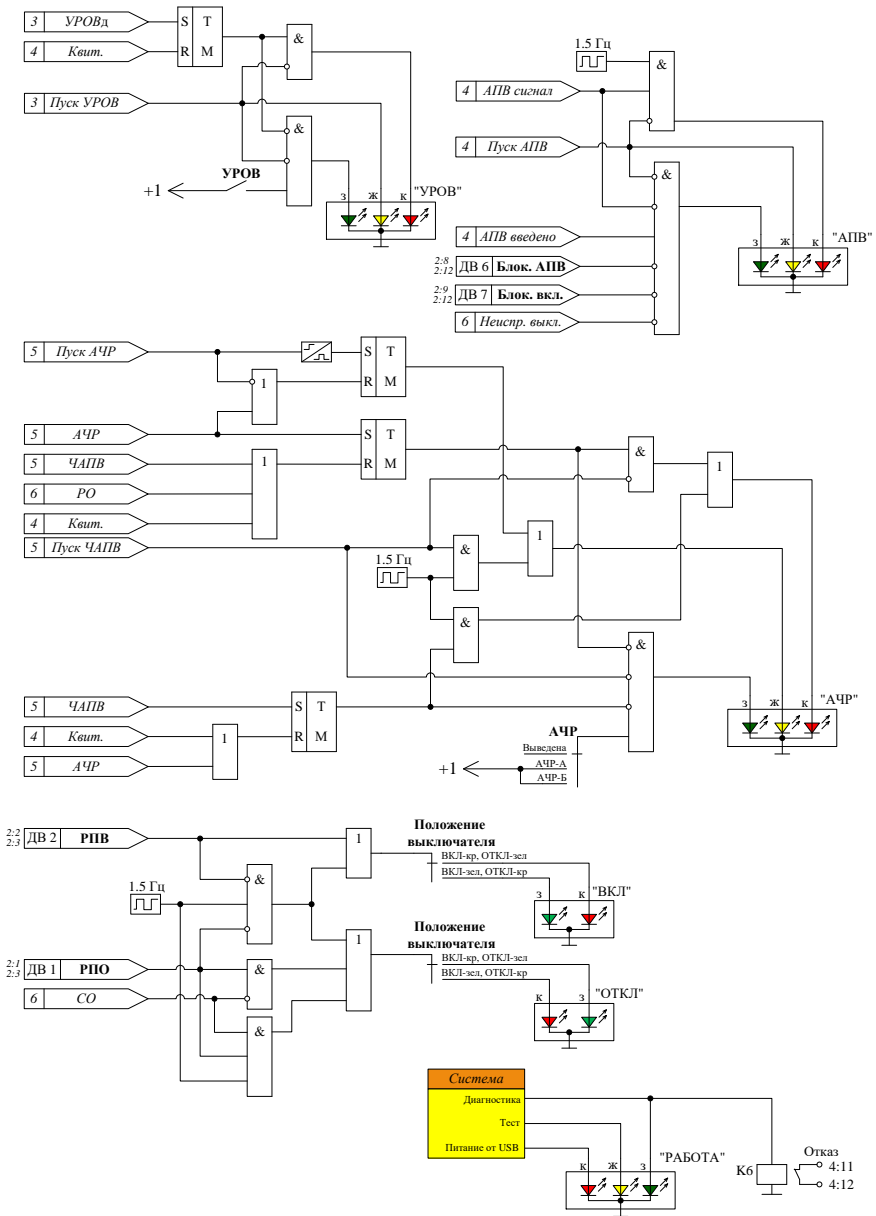 3 УРОВд
4 Квит.
S T
R M
&
3 Пуск УРОВ
&
УРОВ
+1
з ж к "УРОВ"
1.5 Гц
&
4 АПВ сигнал
4 Пуск АПВ
&
4 АПВ введено
2:8
2:12
ДВ 6 Блок. АПВ
2:9
2:12
ДВ 7 Блок. вкл.
6 Неиспр. выкл.
з ж к "АПВ"
5 Пуск АЧР
1
S T
R M
5 АЧР
5 ЧАПВ
6 РО
4 Квит.
1
S T
R M
5 Пуск ЧАПВ
1.5 Гц
&
1
&
1
&
&
5 ЧАПВ
4 Квит.
5 АЧР
1
S T
R M
АЧР
Выведена
АЧР-А
АЧР-Б
+1
з ж к "АЧР"
2:2
2:3
ДВ 2 РПВ
1.5 Гц
&
1
Положение
выключателя
ВКЛ-кр, ОТКЛ-зел
ВКЛ-зел, ОТКЛ-кр
з к "ВКЛ"
2:1
2:3
ДВ 1 РПО
6 СО
&
&
1
Положение
выключателя
ВКЛ-кр, ОТКЛ-зел
ВКЛ-зел, ОТКЛ-кр
к з "ОТКЛ"
Система
Диагностика
Тест
Питание от USB
к ж з "РАБОТА"
К6
Отказ
4:11
4:12